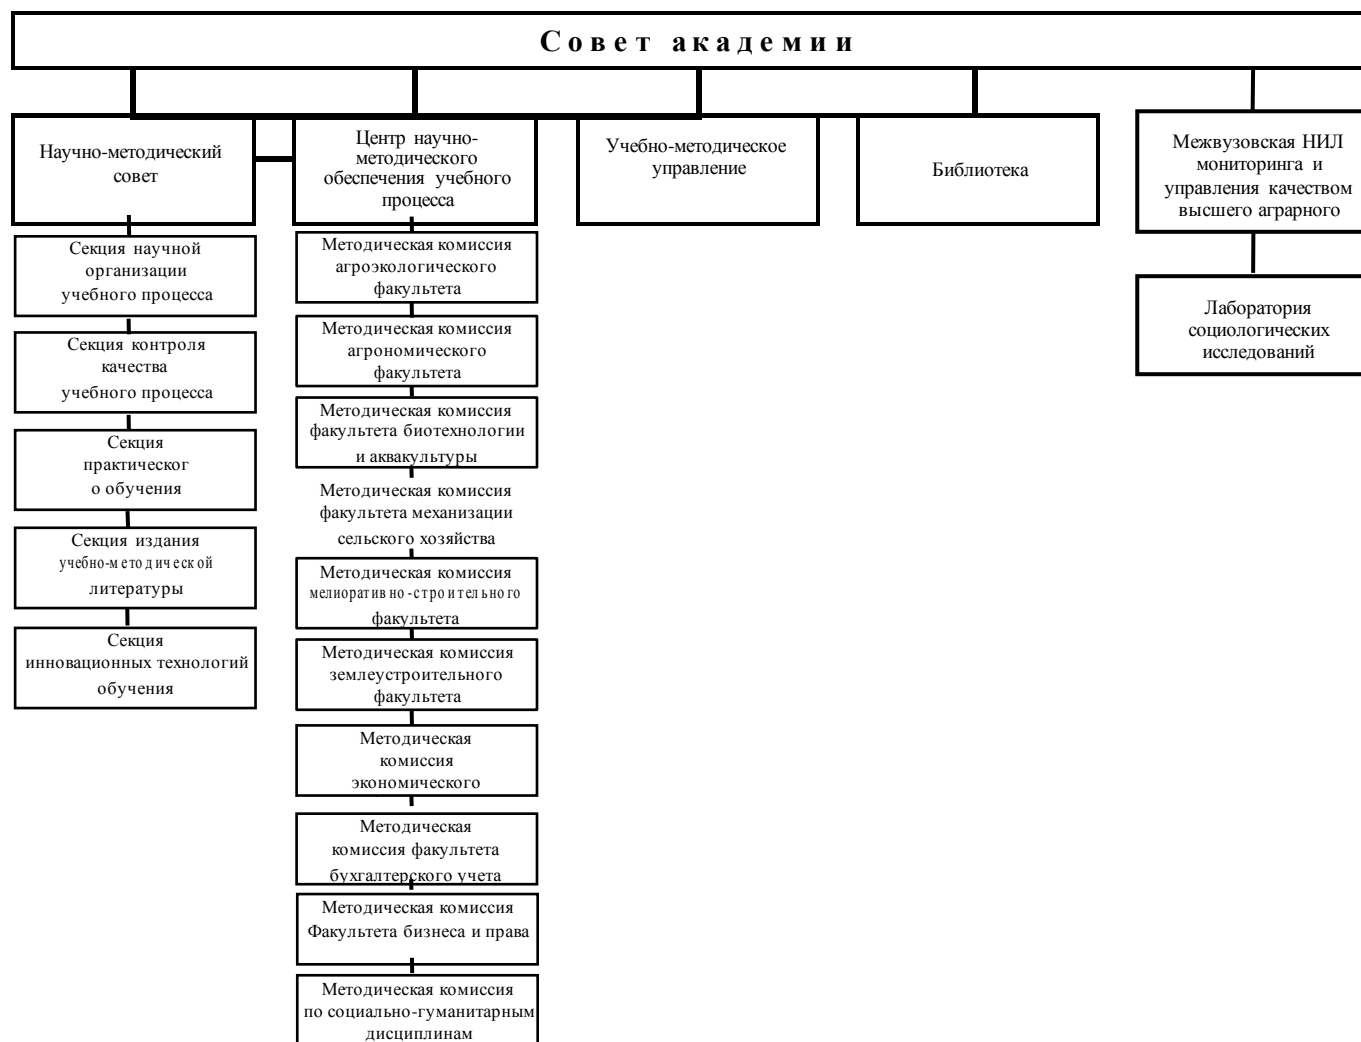 Совет академии
Научно-методический
совет
Центр научно-
методического
обеспечения учебного
процесса
Учебно-методическое
управление
Библиотека
Межвузовская НИЛ
мониторинга и
управления качеством
высшего аграрного
Секция научной
организации
учебного процесса
Секция контроля
качества
учебного процесса
Секция
практическог
о обучения
Секция издания
учебно-методической
литературы
Секция
инновационных технологий
обучения
Методическая комиссия
агроэкологического
факультета
Методическая комиссия
агрономического
факультета
Методическая комиссия
факультета биотехнологии
и аквакультуры
Методическая комиссия
факультета механизации
сельского хозяйства
Методическая комиссия
мелиоративно-строительного
факультета
Методическая комиссия
землеустроительного
факультета
Методическая
комиссия
экономического
Методическая
комиссия факультета
бухгалтерского учета
Методическая комиссия
Факультета бизнеса и права
Методическая комиссия
по социально-гуманитарным
дисциплинам
Лаборатория
социологических
исследований